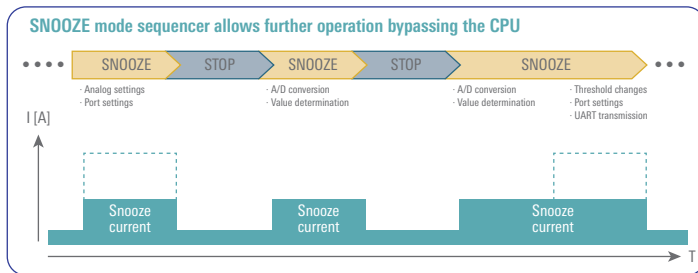 SNOOZE mode sequencer allows further operation bypassing the CPU
SNOOZE STOP SNOOZE STOP SNOOZE
· Analog settings
· Port settings
· A/D conversion
· Value determination
· A/D conversion
· Value determination
· Threshold changes
· Port settings
· UART transmission
I [A]
Snooze
current
Snooze
current
Snooze
current
T